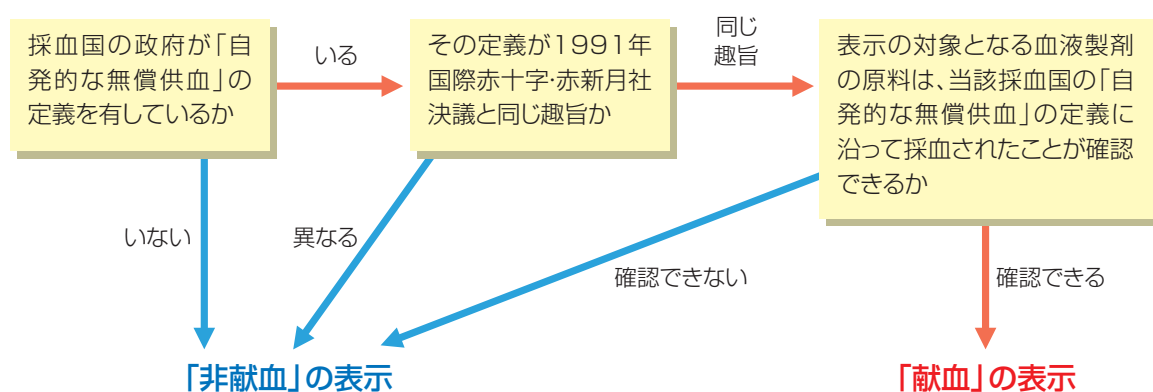 採血国の政府が「自
発的な無償供血」の
定義を有しているか
いる
その定義が1991年
国際赤十字・赤新月社
決議と同じ趣旨か
同じ
趣旨
表示の対象となる血液製剤
の原料は、当該採血国の「自
発的な無償供血」の定義に
沿って採血されたことが確認
できるか
いない
異なる
確認できない
確認できる
「非献血」の表示
「献血」の表示